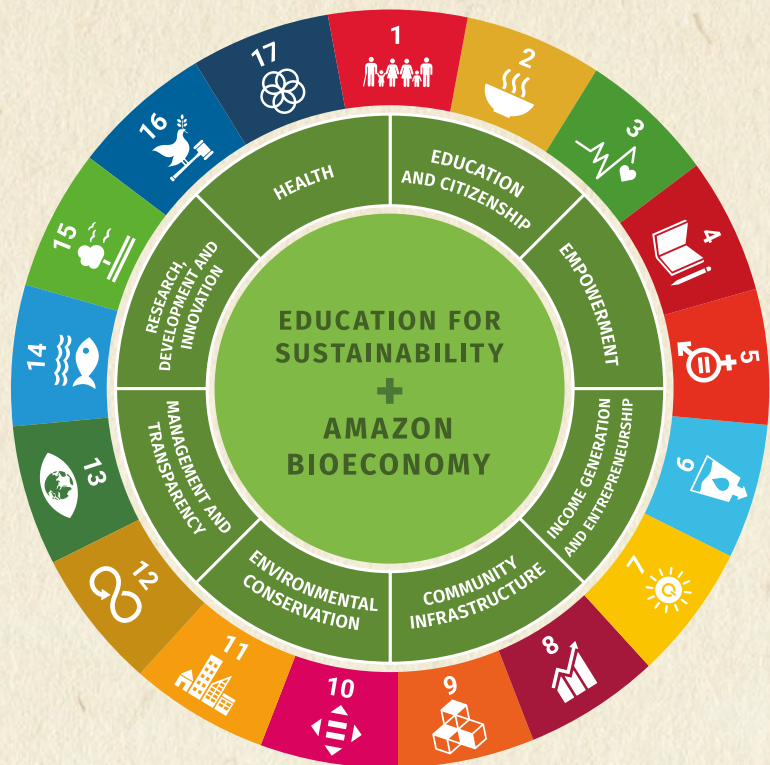 1
2
3
4
5
6
7
8
9
10
11
12
13
14
15
16
17
HEALTH
EDUCATION
AND CITIZENSHIP
EMPOWERMENT
INCOME GENERATION
AND ENTREPRENEURSHIP
COMMUNITY
INFRASTRUCTURE
ENVIRONMENTAL
CONSERVATION
MANAGEMENT AND
TRANSPARENCY
RESEARCH,
DEVELOPMENT AND
INNOVATION
EDUCATION FOR
SUSTAINABILITY
+
AMAZON
BIOECONOMY